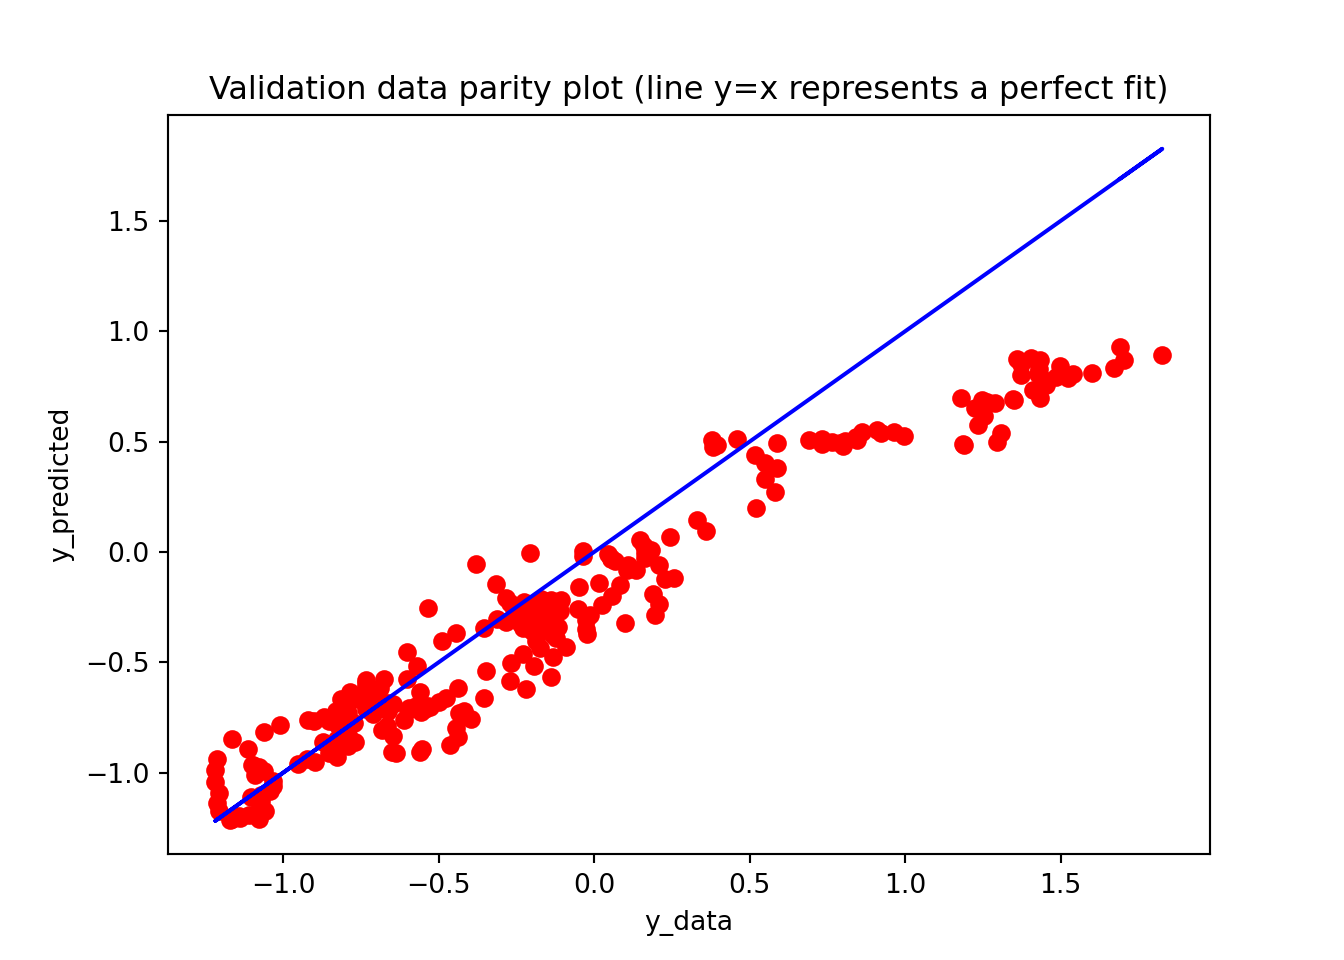 Validation data parity plot (line y=x represents a perfect fit)
1.5
1.0
0.5
0.0
−0.5
−1.0
y_predicted
−1.0 −0.5 0.0 0.5 1.0 1.5
y_data